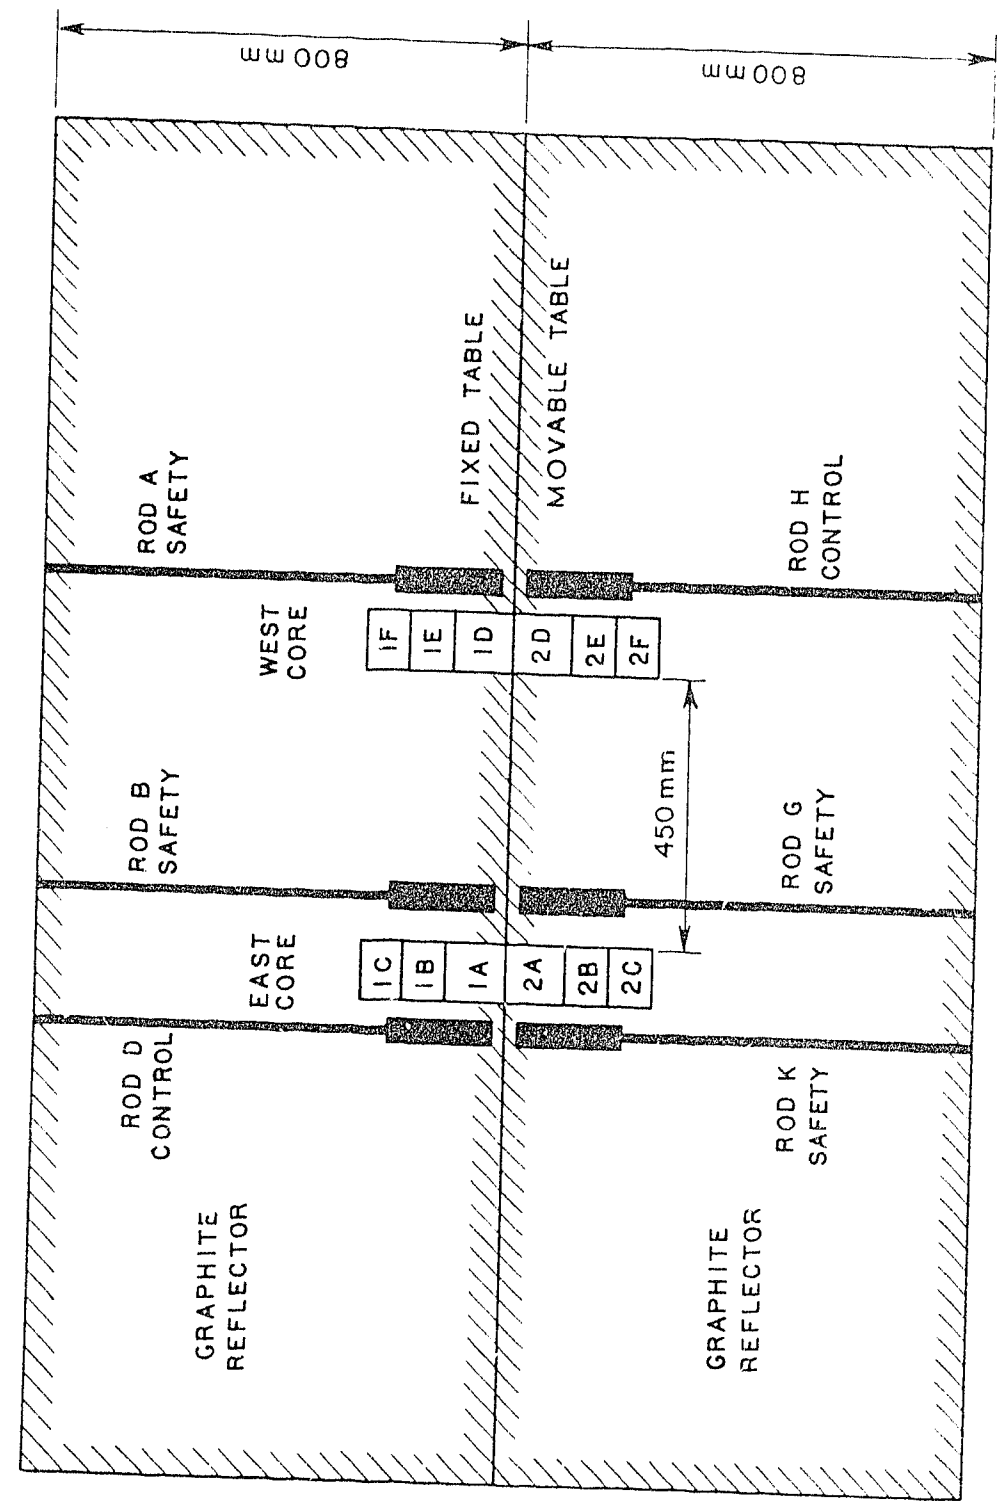 800 mm
800 mm
FIXED TABLE
MOVABLE TABLE
ROD A
SAFETY
ROD H
CONTROL
WEST
CORE
1F
1E
1D
2D
2E
2F
450 mm
ROD B
SAFETY
ROD G
SAFETY
EAST
CORE
1C
1B
1A
2A
2B
2C
ROD D
CONTROL
ROD K
SAFETY
GRAPHITE
REFLECTOR
GRAPHITE
REFLECTOR